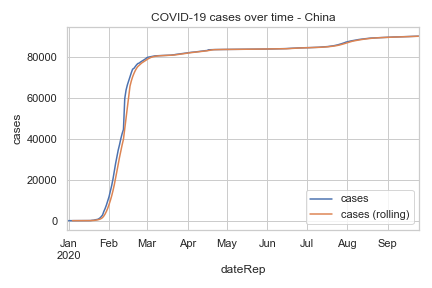 COVID-19 cases over time - China
cases
80000
60000
40000
20000
0
Jan Feb Mar Apr May Jun Jul Aug Sep
2020
dateRep
cases
cases (rolling)